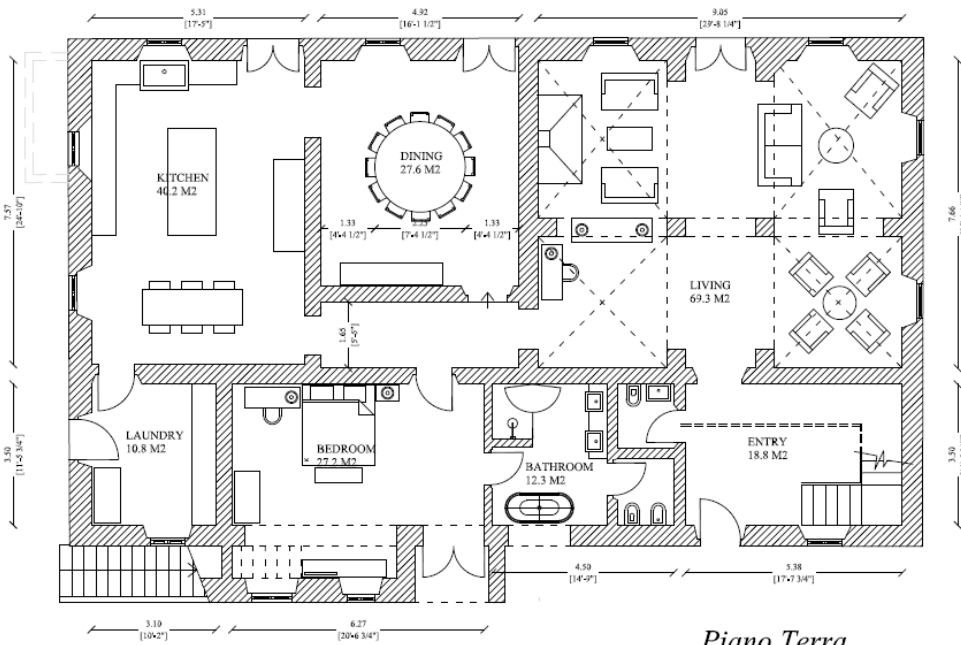 5.31
[17'-5"]
4.92
[16'-1 1/2"]
9.05
[29'-8 1/4"]
KITCHEN
40.2 M2
DINING
27.6 M2
1.33
[4'-4 1/2"]
2.25
[7'-4 1/2"]
1.33
[4'-4 1/2"]
7.57
[24'-10"]
7.66
LIVING
69.3 M2
1.65
[5'-5"]
3.50
[11'-5 3/4"]
LAUNDRY
10.8 M2
BEDROOM
27.2 M2
BATHROOM
12.3 M2
ENTRY
18.8 M2
3.50
4.50
[14'-9"]
5.38
[17'-7 3/4"]
3.10
[10'-2"]
6.27
[20'-6 3/4"]
Piano Terra